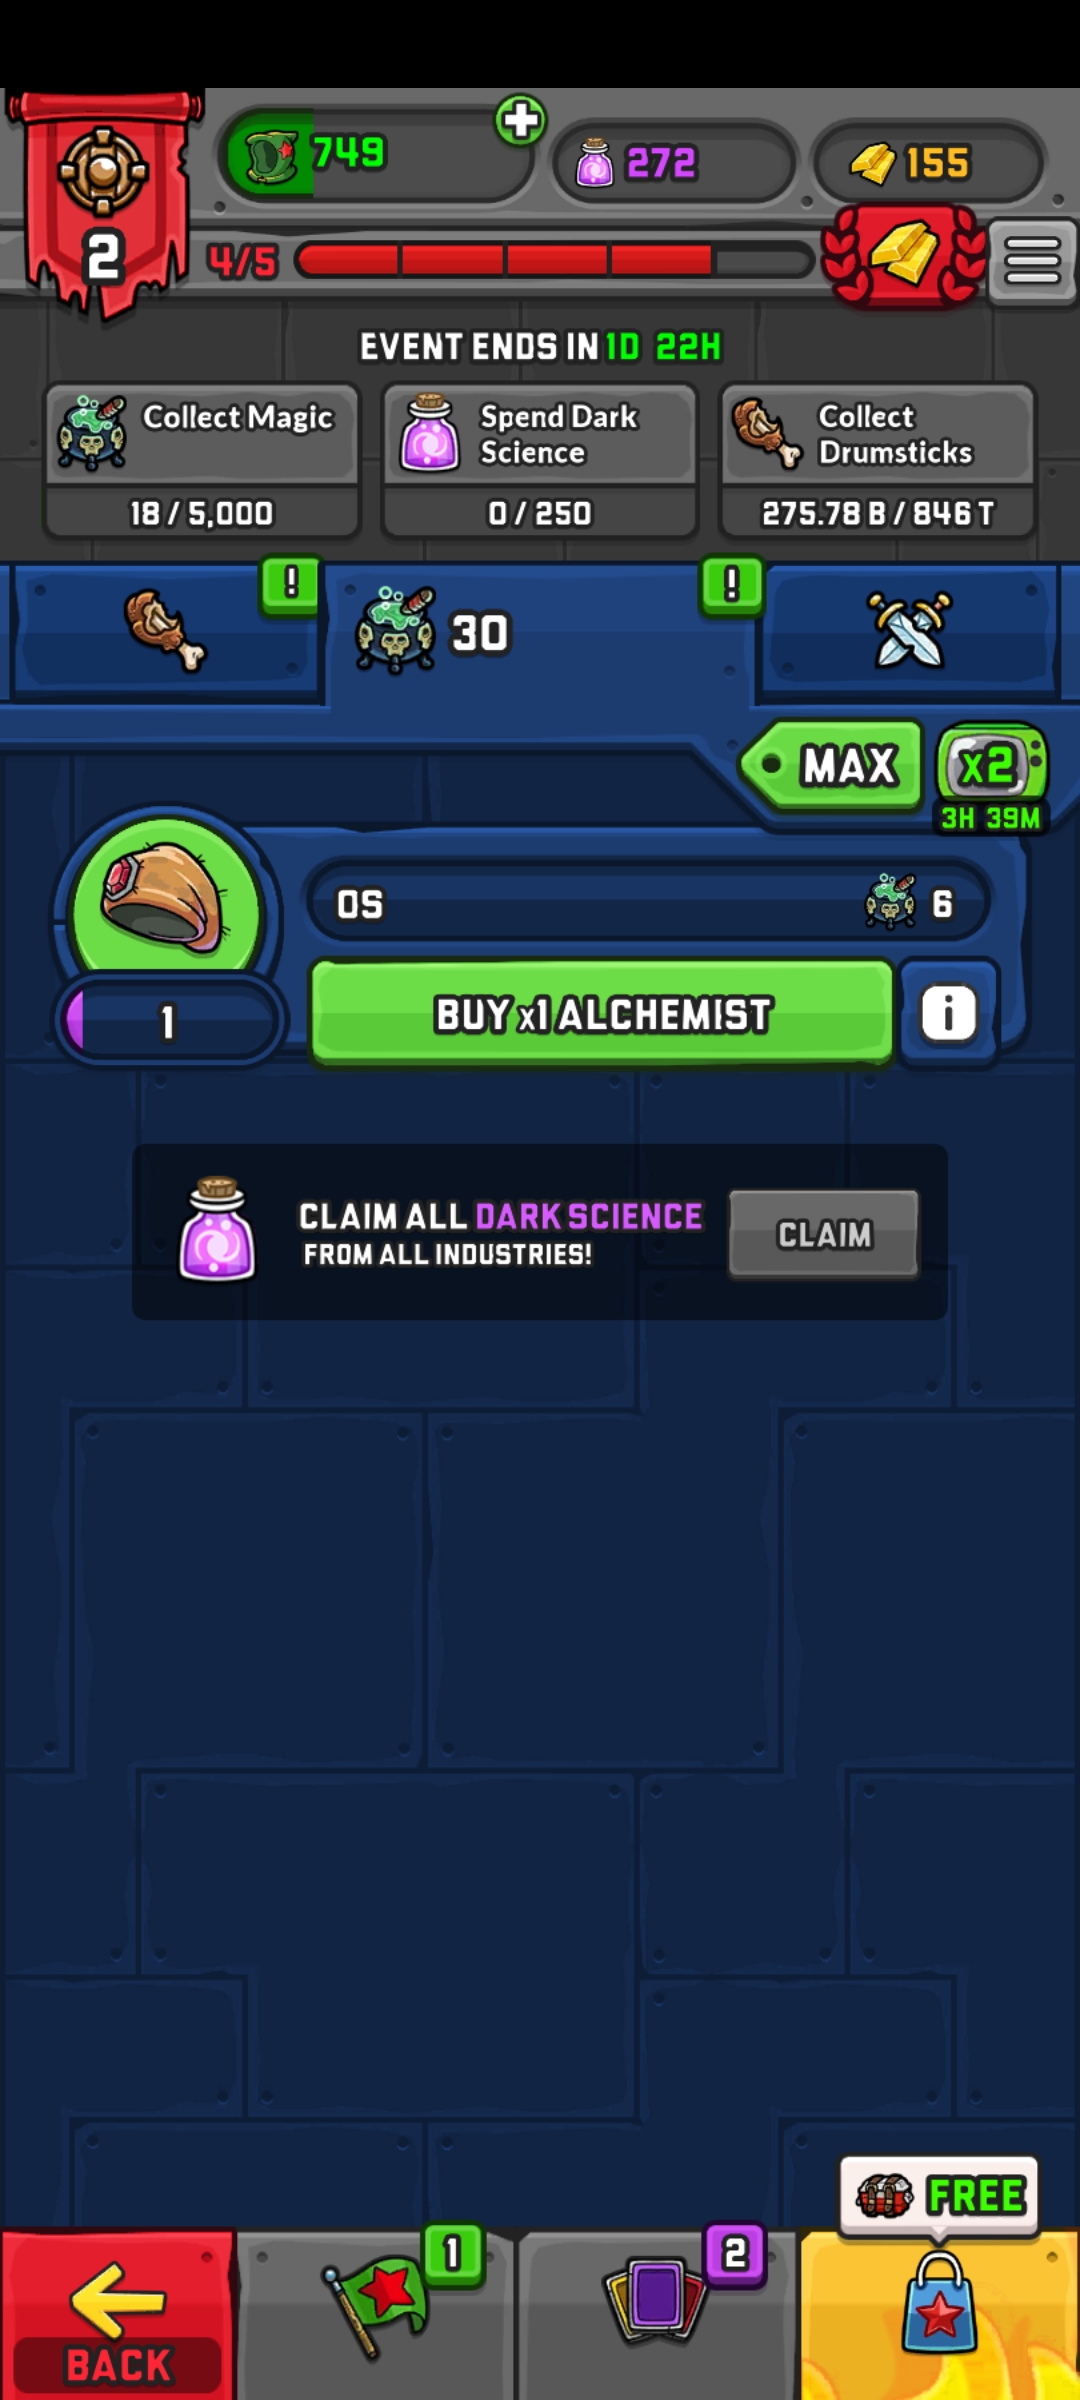 749
272
155
2
4/5
EVENT ENDS IN 1D 22H
Collect Magic
18 / 5,000
Spend Dark
Science
0 / 250
Collect
Drumsticks
275.78 B / 846 T
!
30
!
MAX
x2
3H 39M
0S
6
1
BUY x1 ALCHEMIST
i
CLAIM ALL DARK SCIENCE
FROM ALL INDUSTRIES!
CLAIM
FREE
1
2
BACK